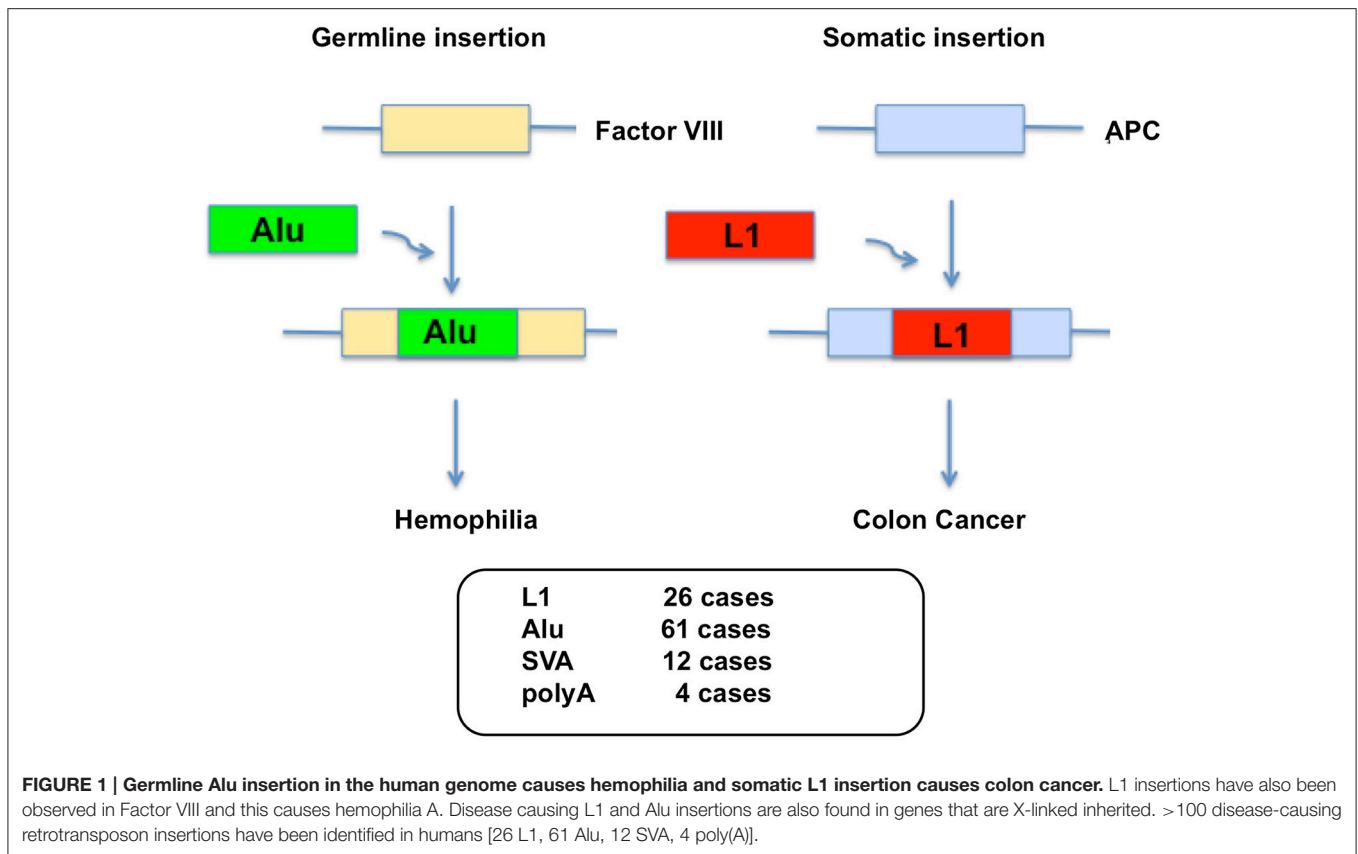 Germline insertion
Somatic insertion
Factor VIII
APC
Alu
L1
Alu
L1
Hemophilia
Colon Cancer
L1 26 cases
Alu 61 cases
SVA 12 cases
polyA 4 cases
FIGURE 1 | Germline Alu insertion in the human genome causes hemophilia and somatic L1 insertion causes colon cancer. L1 insertions have also been
observed in Factor VIII and this causes hemophilia A. Disease causing L1 and Alu insertions are also found in genes that are X-linked inherited. >100 disease-causing
retrotransposon insertions have been identified in humans [26 L1, 61 Alu, 12 SVA, 4 poly(A)].